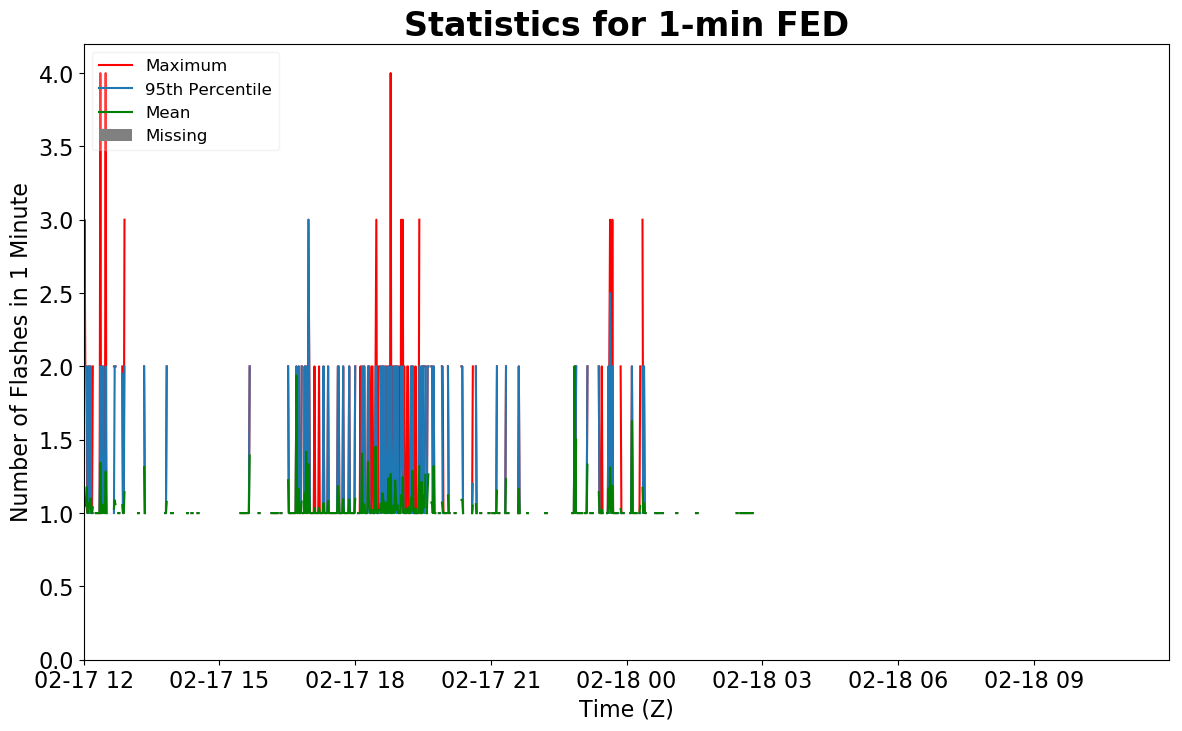 Statistics for 1-min FED
Maximum
95th Percentile
Mean
Missing
Number of Flashes in 1 Minute
4.0
3.5
3.0
2.5
2.0
1.5
1.0
0.5
0.0
02-17 12 02-17 15 02-17 18 02-17 21 02-18 00 02-18 03 02-18 06 02-18 09
Time (Z)